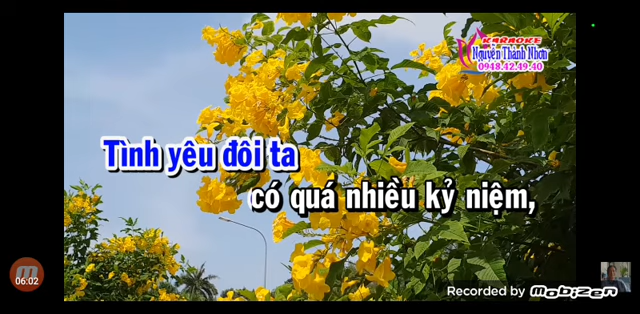 KARAOKE
Nguyễn Thành Nhơn
0948.42.49.40
Tình yêu đôi ta
có quá nhiều kỷ niệm,
06:02
Recorded by Mobizen